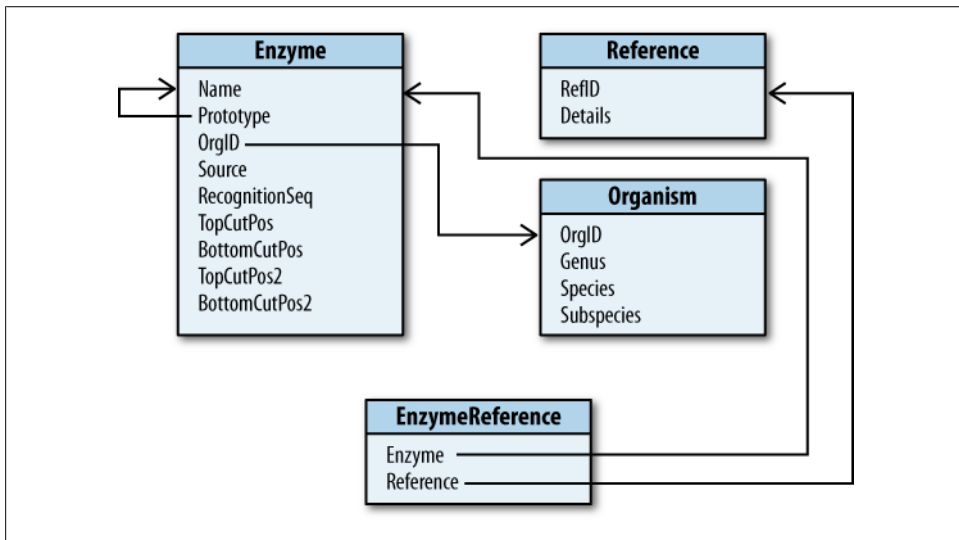 Enzyme
Name
Prototype
OrgID
Source
RecognitionSeq
TopCutPos
BottomCutPos
TopCutPos2
BottomCutPos2
Reference
RefID
Details
Organism
OrgID
Genus
Species
Subspecies
EnzymeReference
Enzyme
Reference